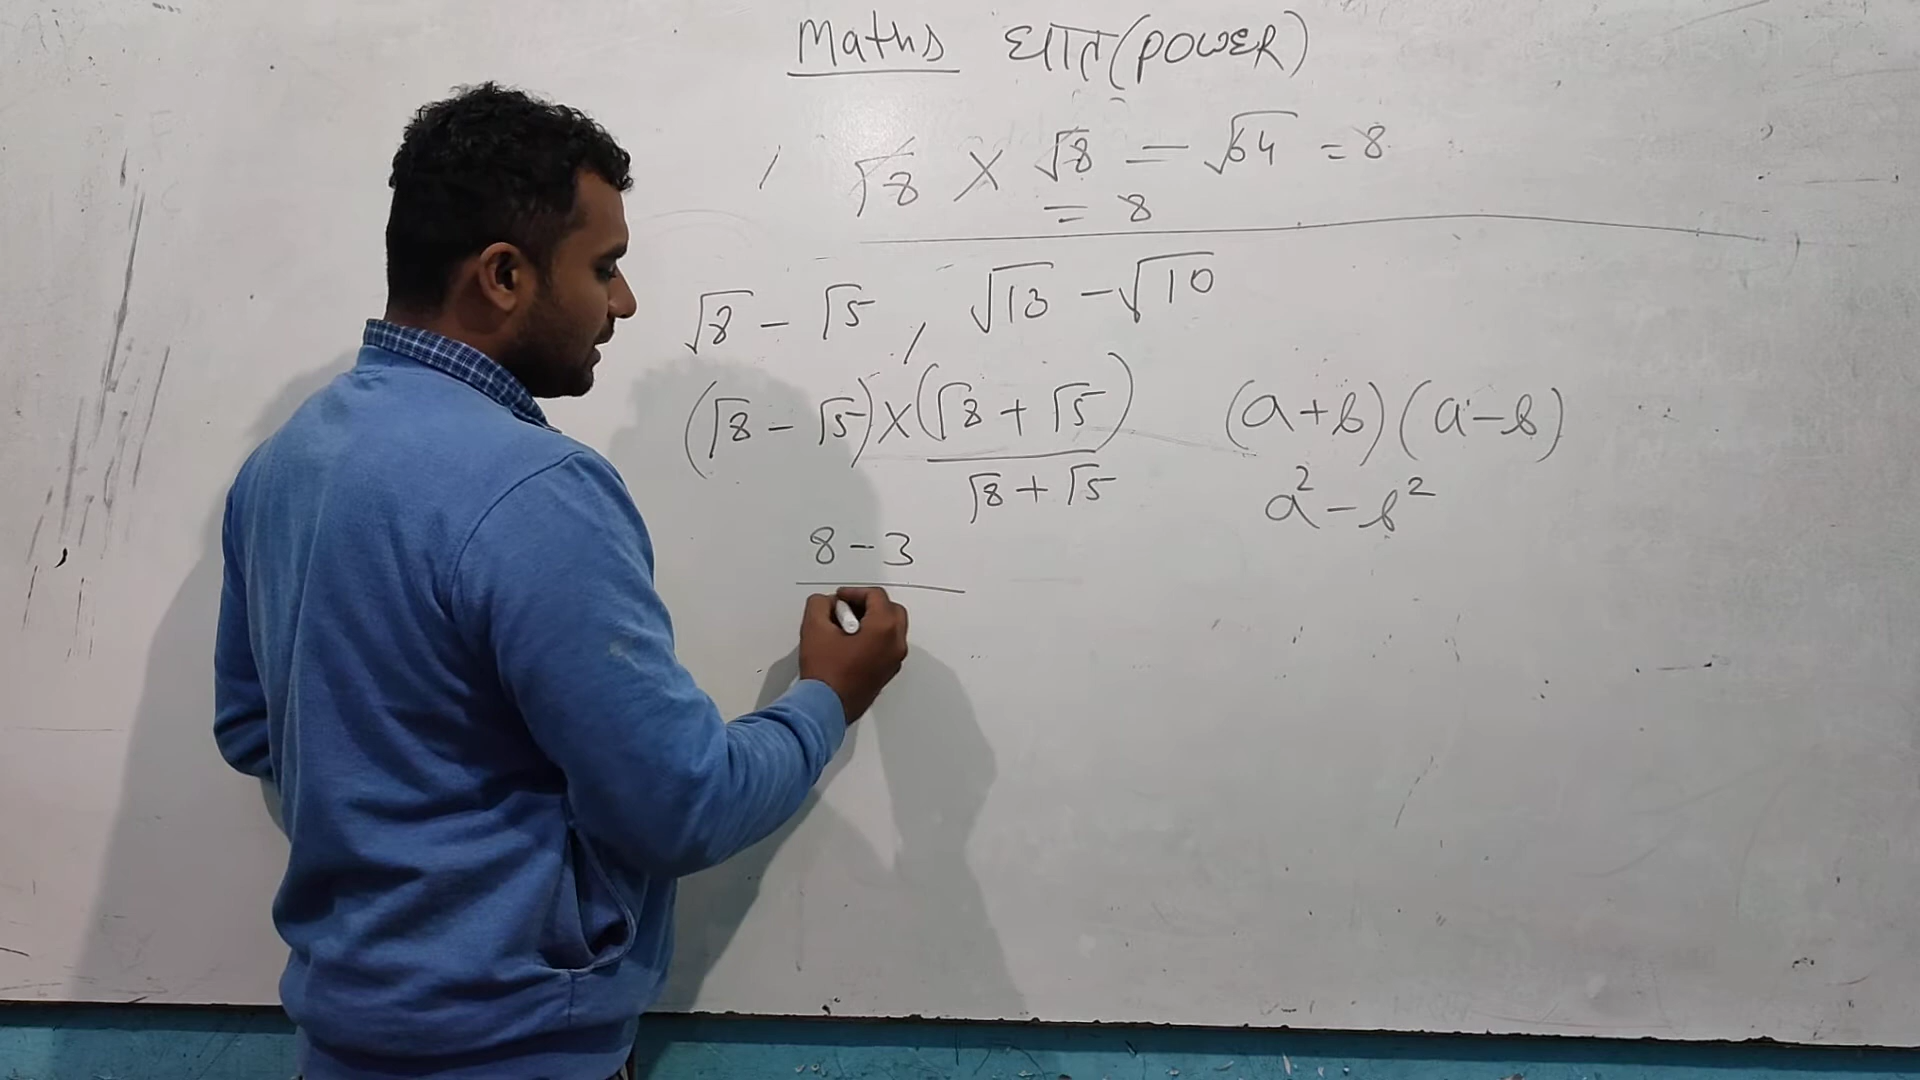 Maths घात (POWER)
√8 × √8 = √64 = 8
= 8
√8 - √5 , √13 - √10
(√8 - √5) × (√8 + √5) (a+b) (a-b)
√8 + √5 a² - b²
8 - 3